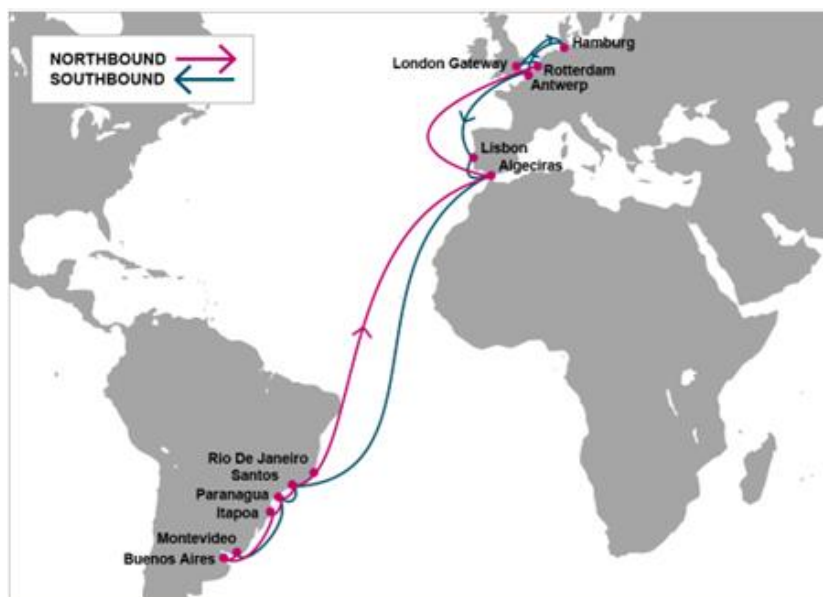 NORTHBOUND
SOUTHBOUND
Hamburg
London Gateway
Rotterdam
Antwerp
Lisbon
Algeciras
Rio De Janeiro
Santos
Paranagua
Itapoa
Montevideo
Buenos Aires